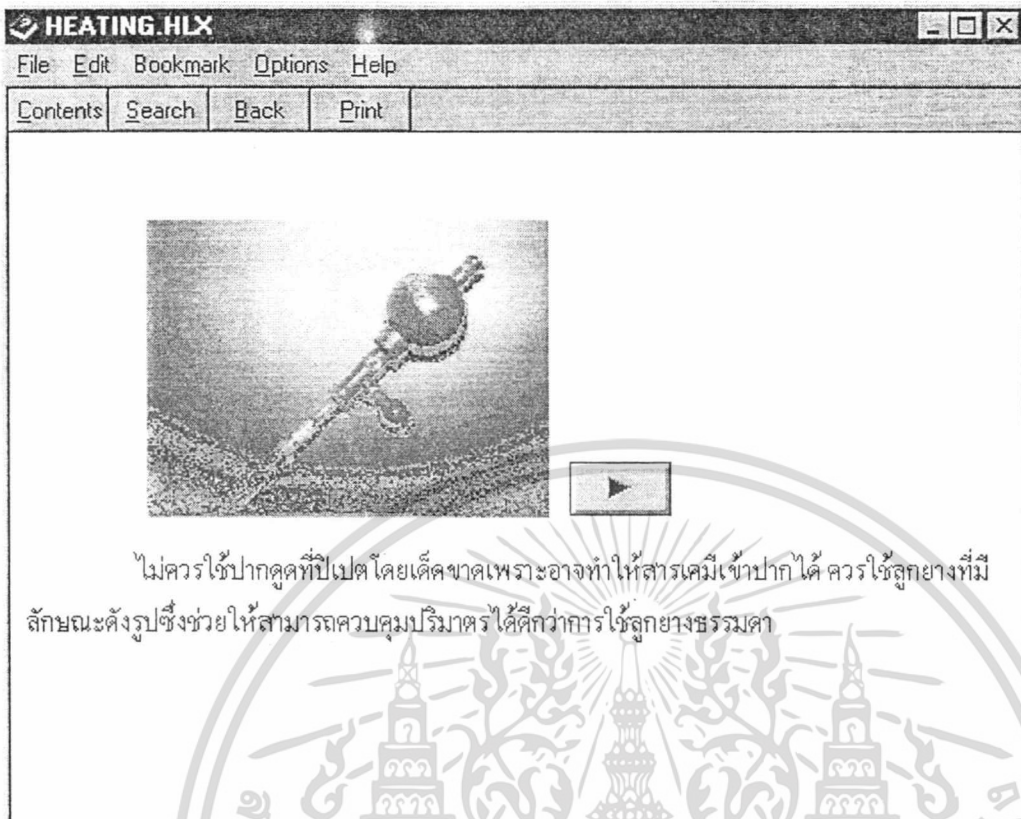 HEATING.HLX
File Edit Bookmark Options Help
Contents Search Back Print
ไม่ควรใช้ปากดูดที่ปิเปตโดยเด็ดขาดเพราะอาจทำให้สารเคมีเข้าปากได้ ควรใช้ลูกยางที่มี
ลักษณะดังรูปซึ่งช่วยให้สามารถควบคุมปริมาตรได้ดีกว่าการใช้ลูกยางธรรมดา